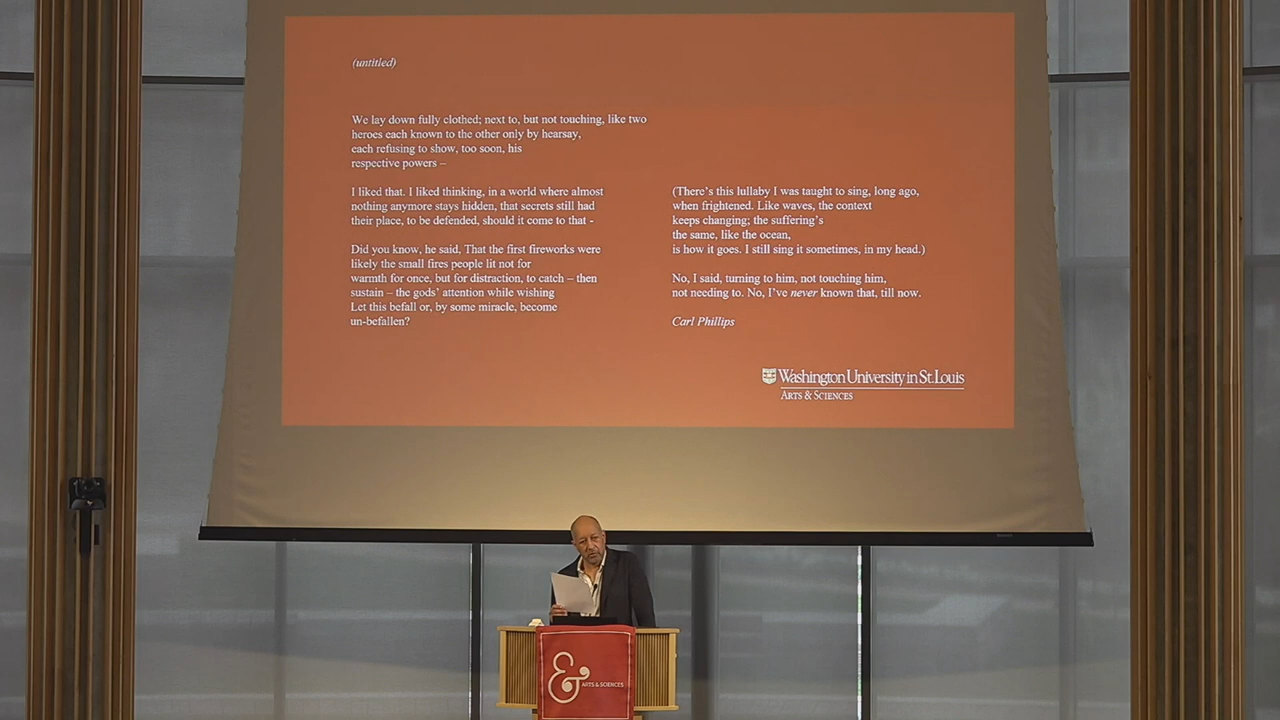 (untitled)
We lay down fully clothed; next to, but not touching, like two
heroes each known to the other only by hearsay,
each refusing to show, too soon, his
respective powers –
I liked that. I liked thinking, in a world where almost
nothing anymore stays hidden, that secrets still had
their place, to be defended, should it come to that -
Did you know, he said, That the first fireworks were
likely the small fires people lit not for
warmth for once, but for distraction, to catch – then
sustain – the gods’ attention while wishing
Let this befall or, by some miracle, become
un-befallen?
(There’s this lullaby I was taught to sing, long ago,
when frightened. Like waves, the context
keeps changing; the suffering’s
the same, like the ocean,
is how it goes. I still sing it sometimes, in my head.)
No, I said, turning to him, not touching him,
not needing to. No, I’ve never known that, till now.
Carl Phillips
Washington University in St. Louis
ARTS & SCIENCES
&
ARTS & SCIENCES